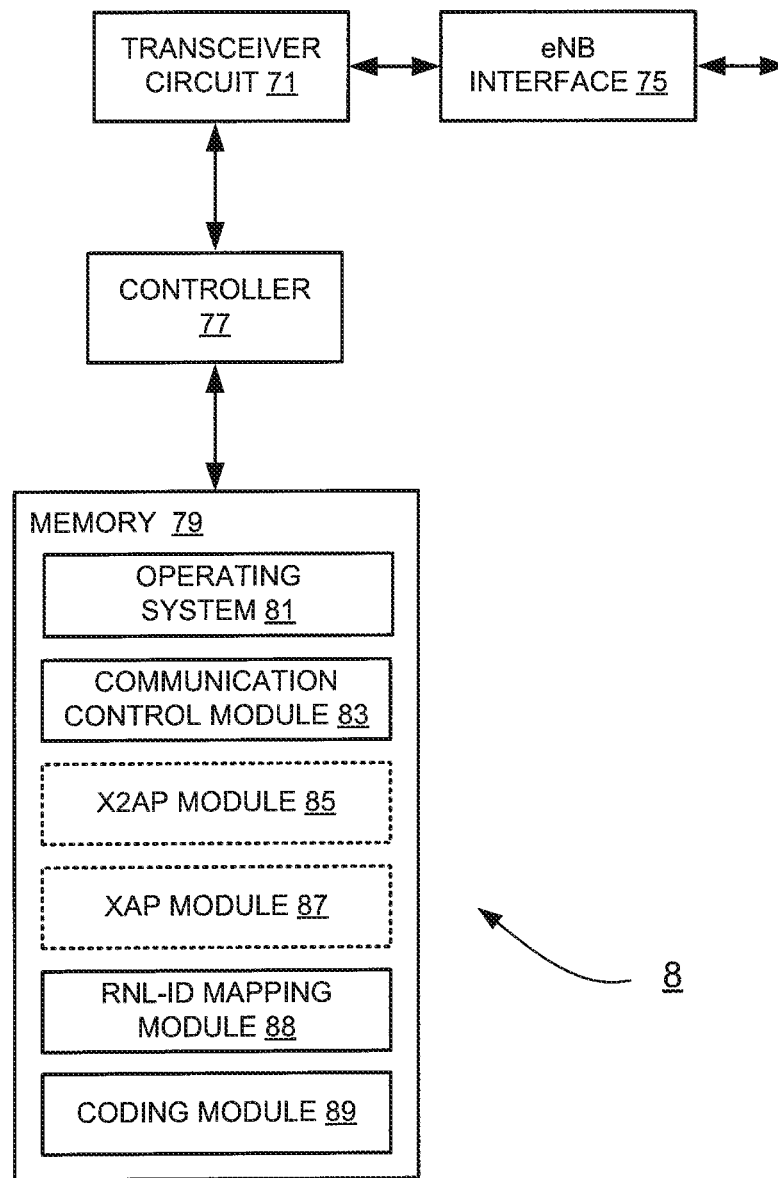 TRANSCEIVER
CIRCUIT 71
eNB
INTERFACE 75
CONTROLLER
77
MEMORY 79
OPERATING
SYSTEM 81
COMMUNICATION
CONTROL MODULE 83
X2AP MODULE 85
XAP MODULE 87
RNL-ID MAPPING
MODULE 88
CODING MODULE 89
8